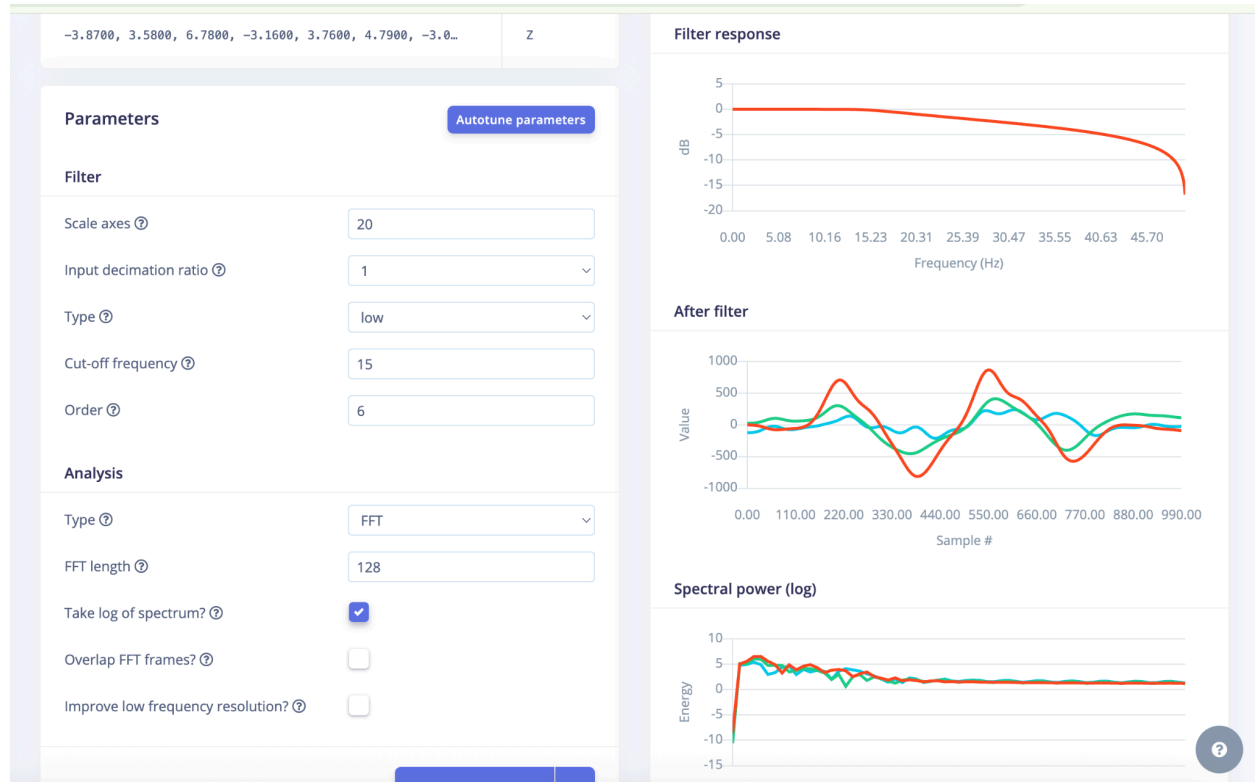 −3.8700, 3.5800, 6.7800, −3.1600, 3.7600, 4.7900, −3.0… Z
Parameters
Autotune parameters
Filter
Scale axes ? 20
Input decimation ratio ? 1
Type ? low
Cut-off frequency ? 15
Order ? 6
Analysis
Type ? FFT
FFT length ? 128
Take log of spectrum? ?
Overlap FFT frames? ?
Improve low frequency resolution? ?
Filter response
5
0
-5
-10
-15
-20
dB
0.00 5.08 10.16 15.23 20.31 25.39 30.47 35.55 40.63 45.70
Frequency (Hz)
After filter
1000
500
0
-500
-1000
Value
0.00 110.00 220.00 330.00 440.00 550.00 660.00 770.00 880.00 990.00
Sample #
Spectral power (log)
10
5
0
-5
-10
-15
Energy
?